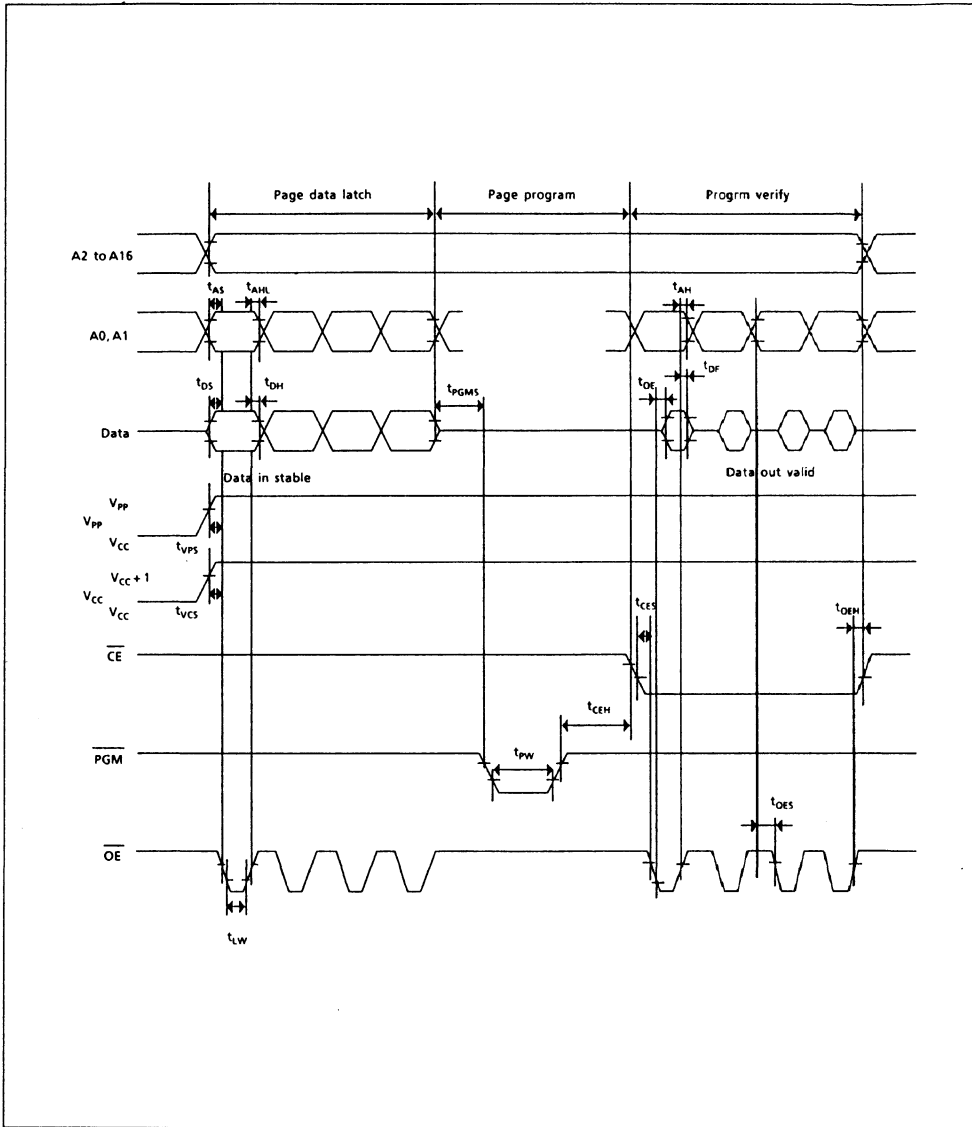 Page data latch Page program Progrm verify
A2 to A16
tAS tAHL tAH
A0, A1
tDS tDH tPGMS tOE tDF
Data
Data in stable Data out valid
VPP
VPP
VCC tVPS
VCC + 1
VCC
VCC tVCS
tCES tOEH
CE
tCEH
PGM
tPW
tOES
OE
tLW